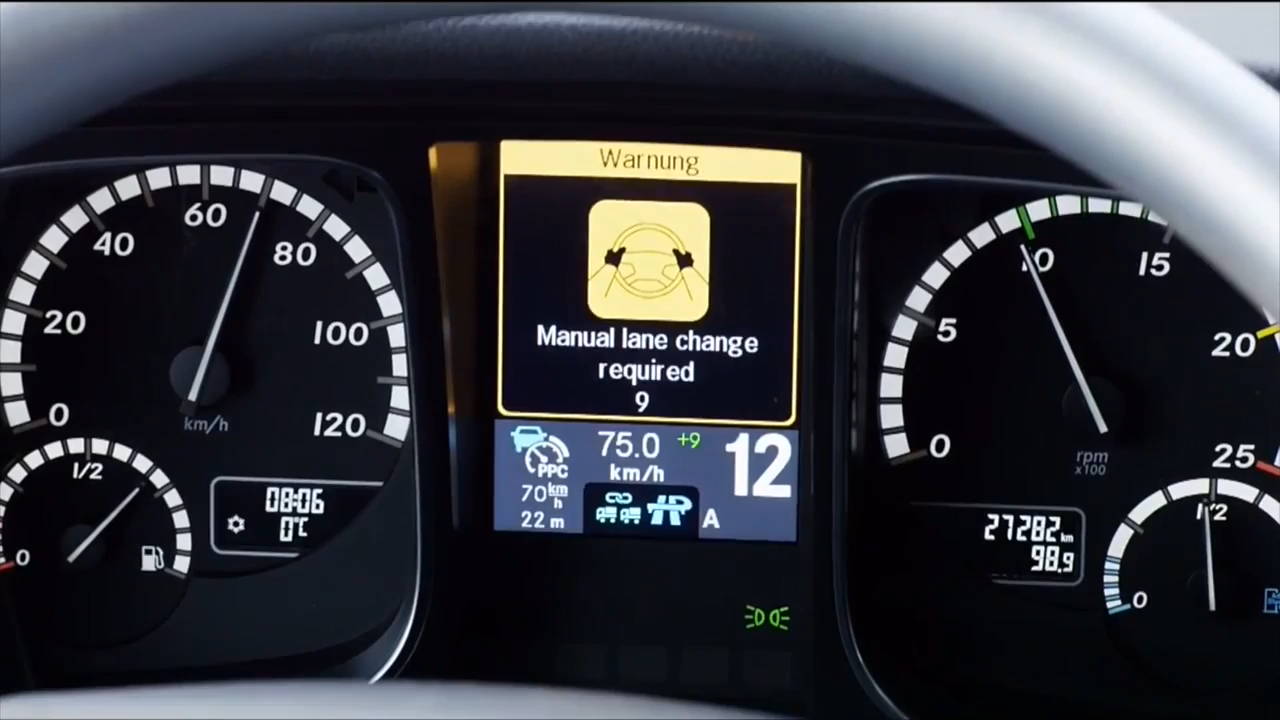 Warnung
Manual lane change
required
9
75.0 +9
km/h
PPC
70 km/h
22 m
12
A
0
20
40
60
80
100
120
km/h
0
1/2
08:06
0°C
0
5
10
15
20
25
rpm
x100
27282 km
98.9
0
1/2